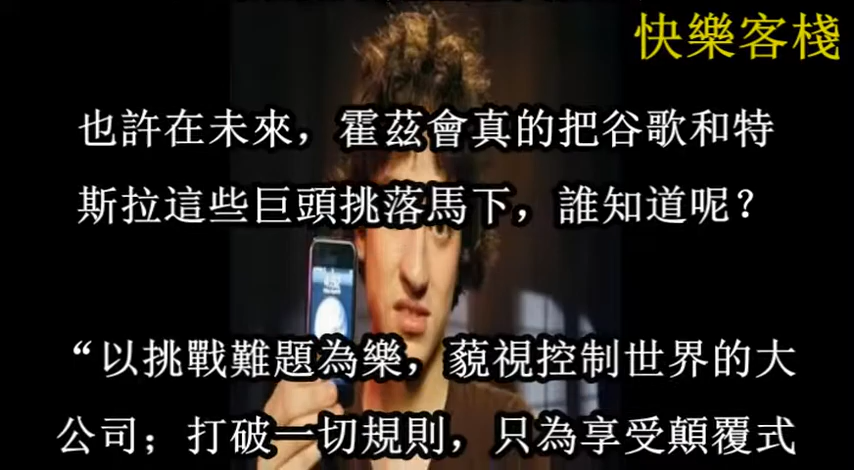 快樂客棧
也許在未來，霍茲會真的把谷歌和特
斯拉這些巨頭挑落馬下，誰知道呢？
“以挑戰難題為樂，藐視控制世界的大
公司；打破一切規則，只為享受顛覆式